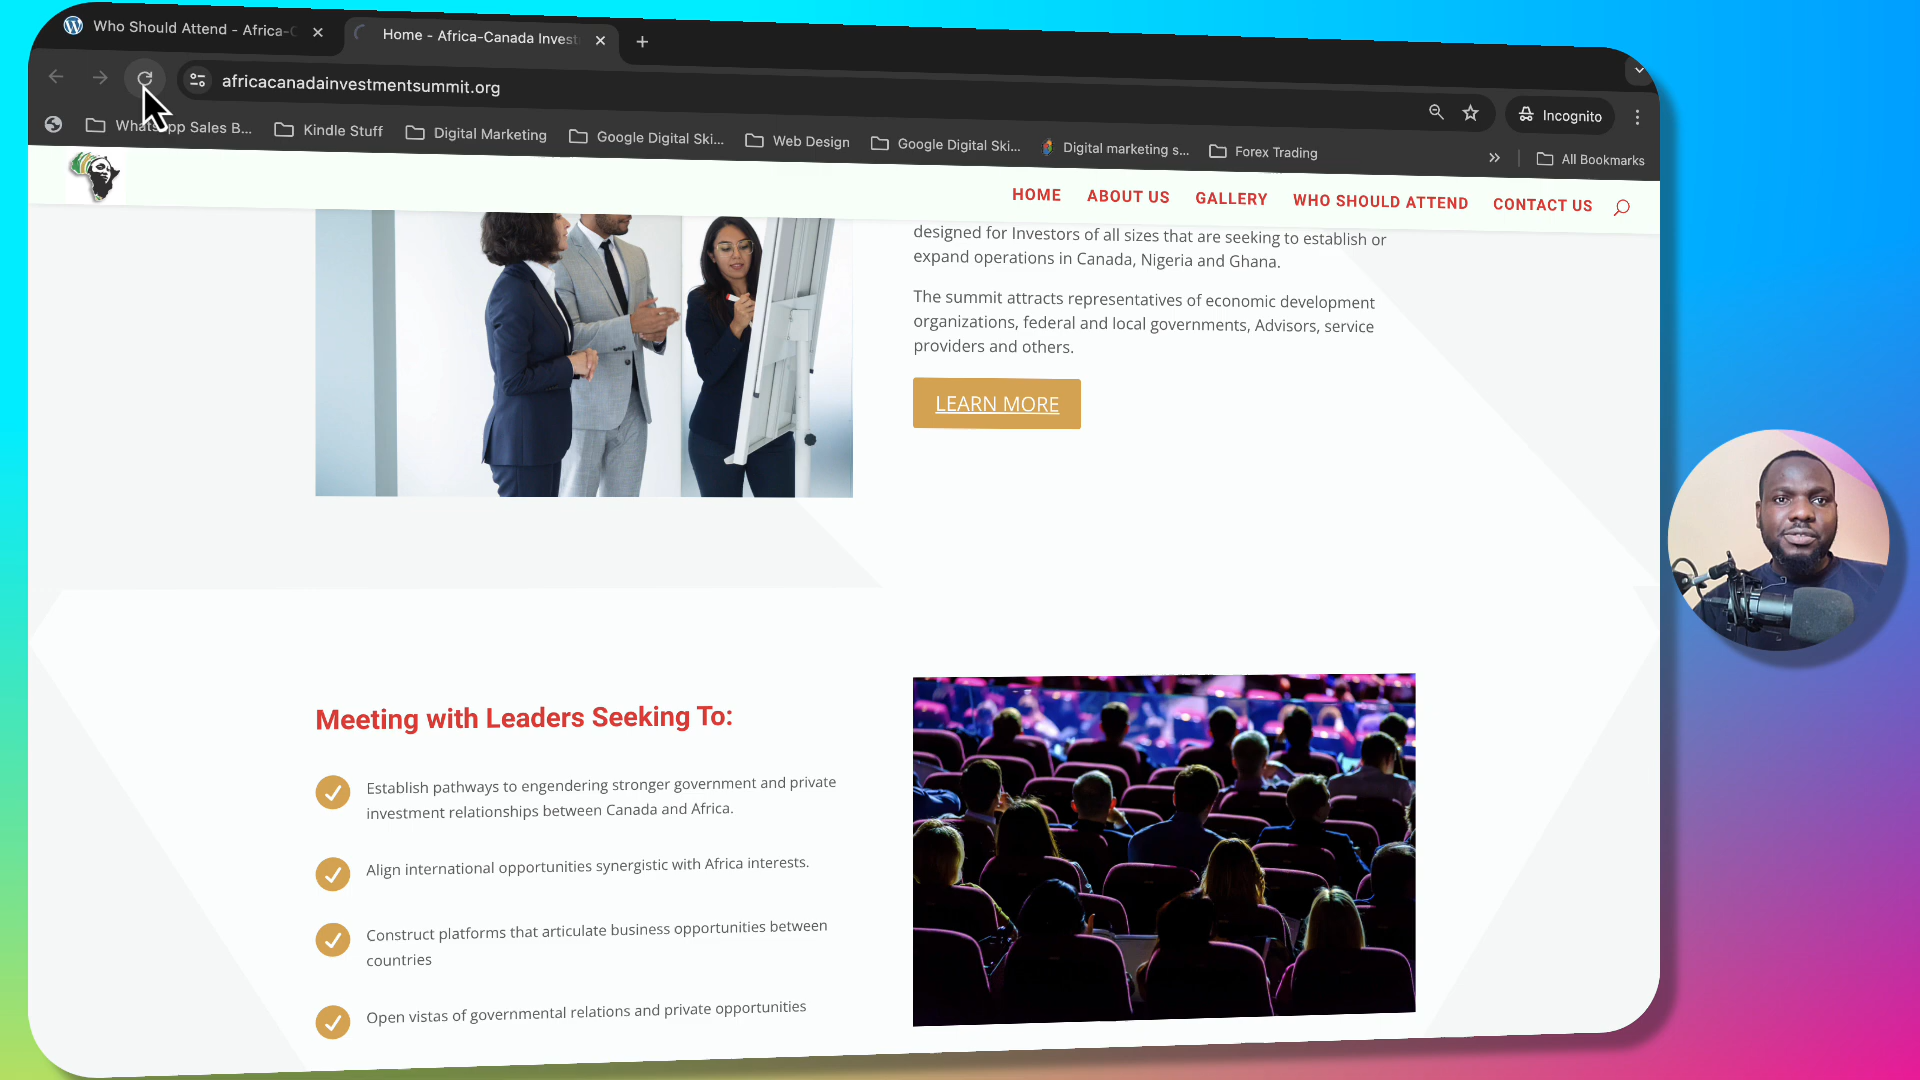 Who Should Attend - Africa-C
Home - Africa-Canada Invest
africacanadainvestmentsummit.org
Incognito
Kindle Stuff
Digital Marketing
Google Digital Ski...
Web Design
Google Digital Ski...
Digital marketing s...
Forex Trading
All Bookmarks
HOME ABOUT US GALLERY WHO SHOULD ATTEND CONTACT US
designed for Investors of all sizes that are seeking to establish or
expand operations in Canada, Nigeria and Ghana.
The summit attracts representatives of economic development
organizations, federal and local governments, Advisors, service
providers and others.
LEARN MORE
Meeting with Leaders Seeking To:
Establish pathways to engendering stronger government and private
investment relationships between Canada and Africa.
Align international opportunities synergistic with Africa interests.
Construct platforms that articulate business opportunities between
countries
Open vistas of governmental relations and private opportunities